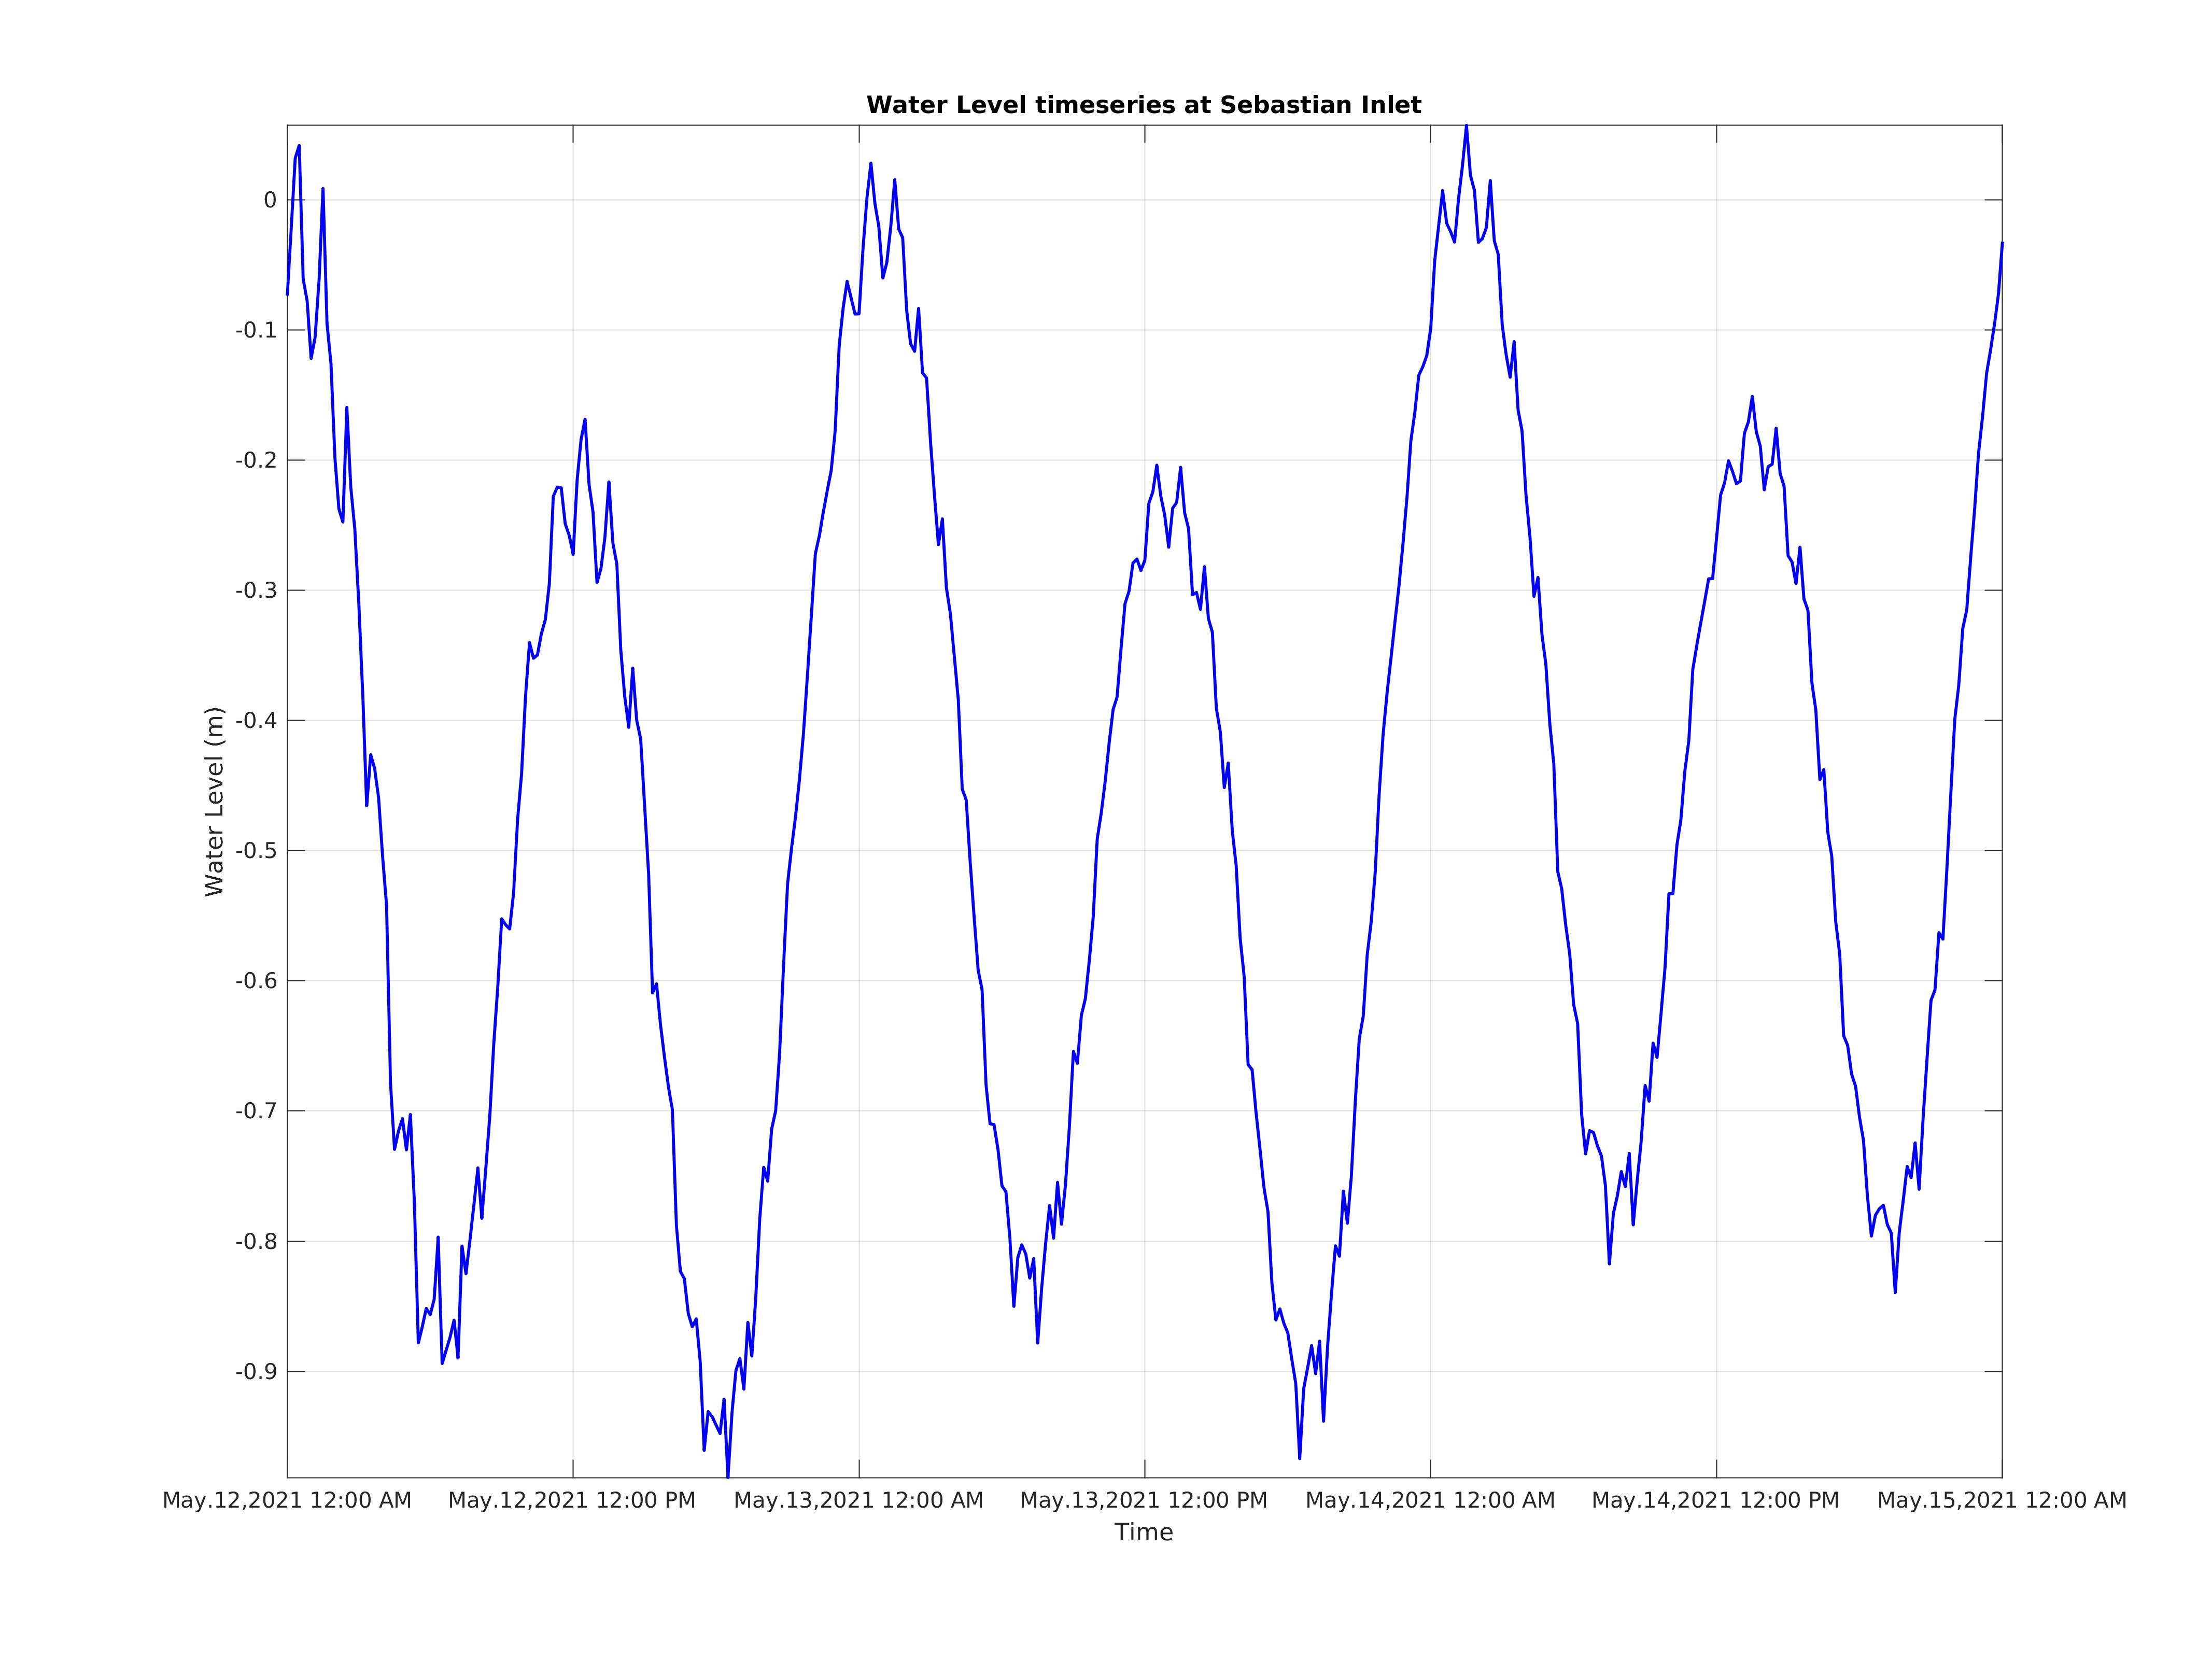 Water Level timeseries at Sebastian Inlet
0
-0.1
-0.2
-0.3
-0.4
-0.5
-0.6
-0.7
-0.8
-0.9
Water Level (m)
May.12,2021 12:00 AM
May.12,2021 12:00 PM
May.13,2021 12:00 AM
May.13,2021 12:00 PM
May.14,2021 12:00 AM
May.14,2021 12:00 PM
May.15,2021 12:00 AM
Time